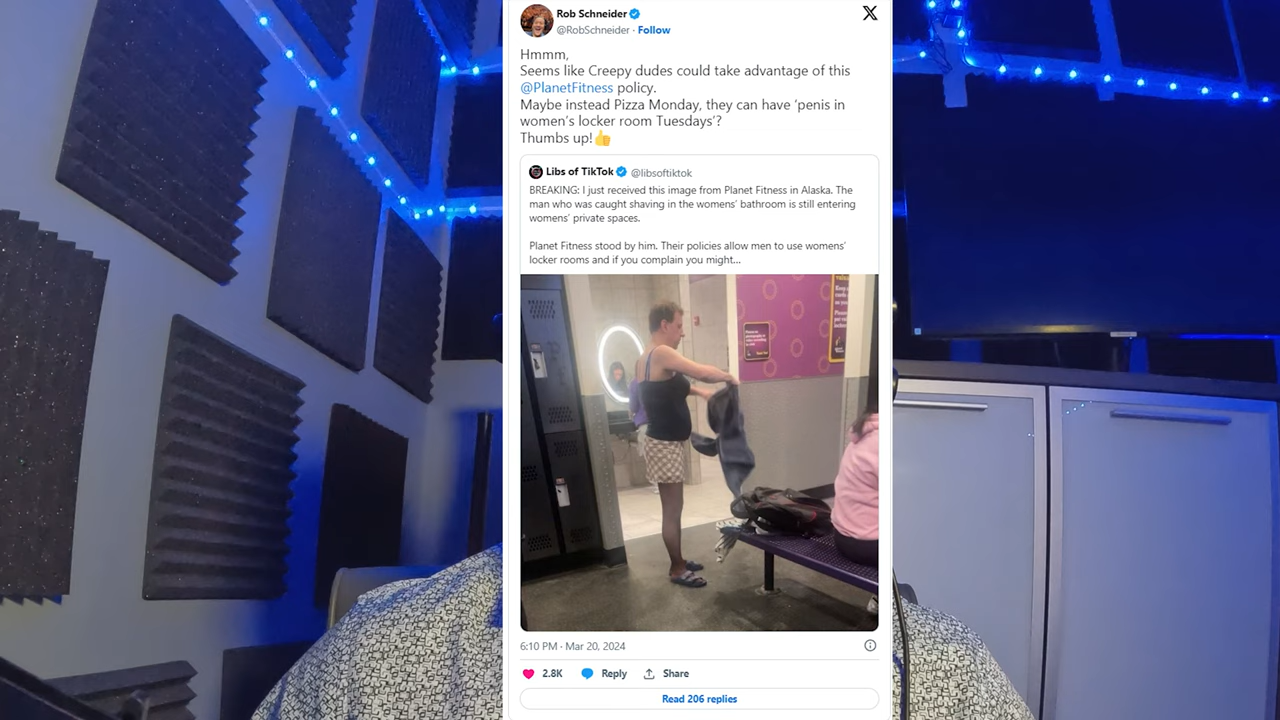 Rob Schneider
@RobSchneider · Follow
X
Hmmm,
Seems like Creepy dudes could take advantage of this
@PlanetFitness policy.
Maybe instead Pizza Monday, they can have ‘penis in
women’s locker room Tuesdays’?
Thumbs up!👍
Libs of TikTok @libsoftiktok
BREAKING: I just received this image from Planet Fitness in Alaska. The
man who was caught shaving in the womens’ bathroom is still entering
womens’ private spaces.
Planet Fitness stood by him. Their policies allow men to use womens’
locker rooms and if you complain you might...
6:10 PM · Mar 20, 2024
2.8K Reply Share
Read 206 replies